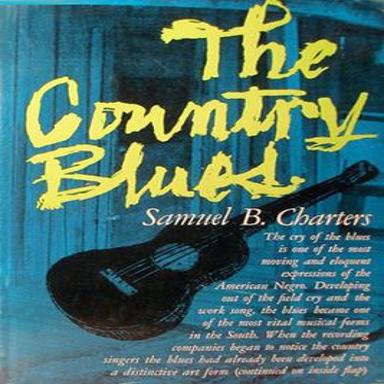 The
Country
Blues
Samuel B. Charters
The cry of the blues
is one of the most
moving and eloquent
expressions of the
American Negro. Developing
out of the field cry and the
work song, the blues became one
of the most vital musical forms
in the South. When the recording
companies began to notice the country
singers the blues had already been developed into
a distinctive art form (continued on inside flap)